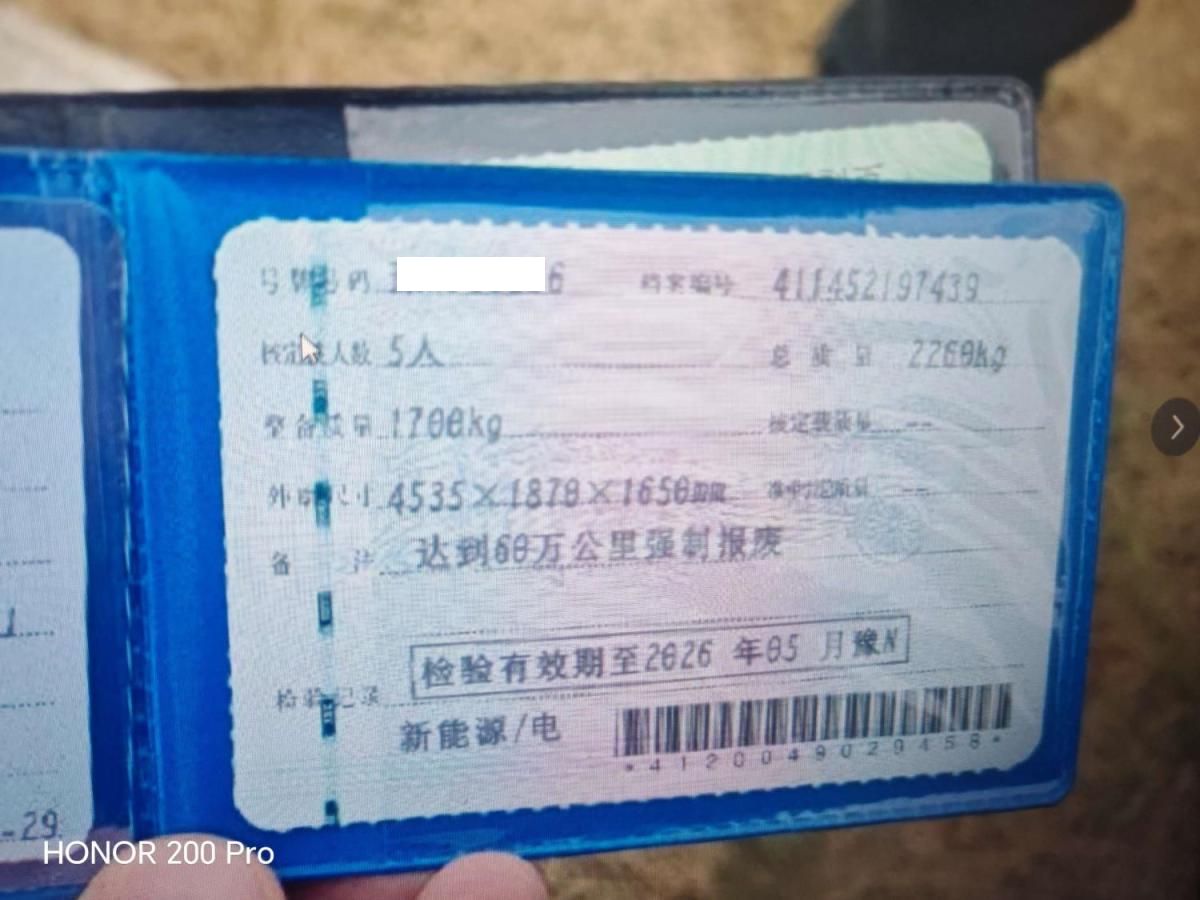 号牌号码 6 档案编号 411452197439
核定载人数 5人 总质量 2260kg
整备质量 1700kg 核定载质量 --
外廓尺寸 4535×1870×1650mm 准牵引总质量 --
备注 达到60万公里强制报废
检验有效期至2026年05月豫N
检验记录
新能源/电
*4120049029458*
-29
HONOR 200 Pro